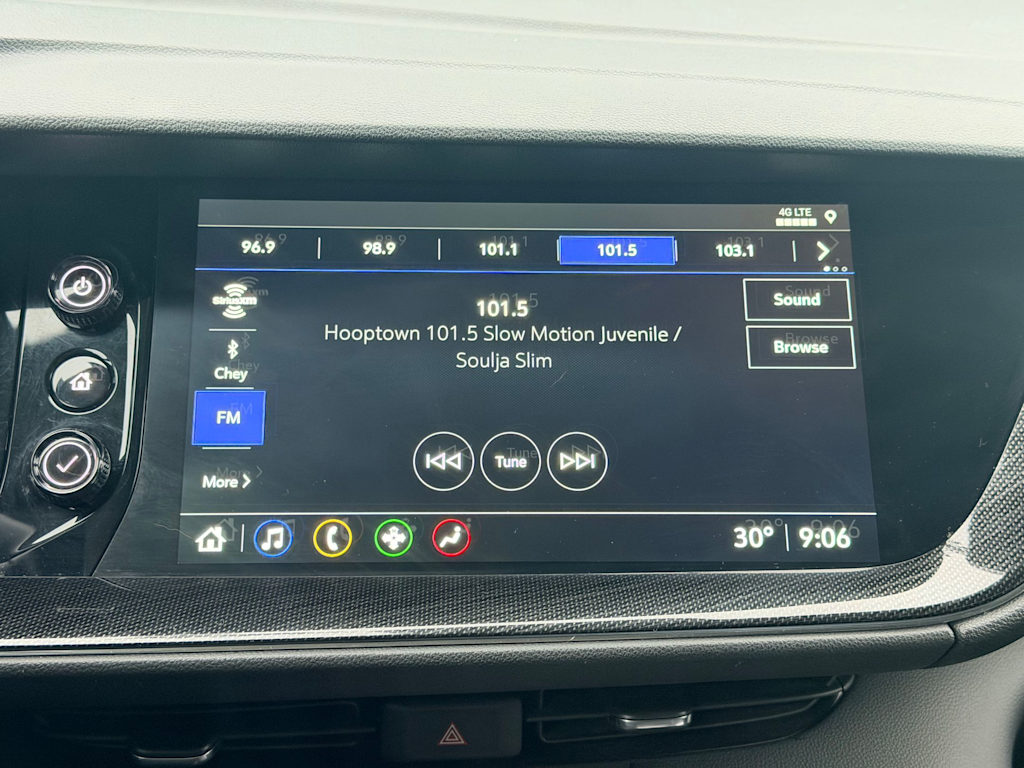 4G LTE
96.9 98.9 101.1 101.5 103.1
SiriusXM
Chey
FM
More
101.5
Hooptown 101.5 Slow Motion Juvenile /
Soulja Slim
Tune
Sound
Browse
30° 9:06